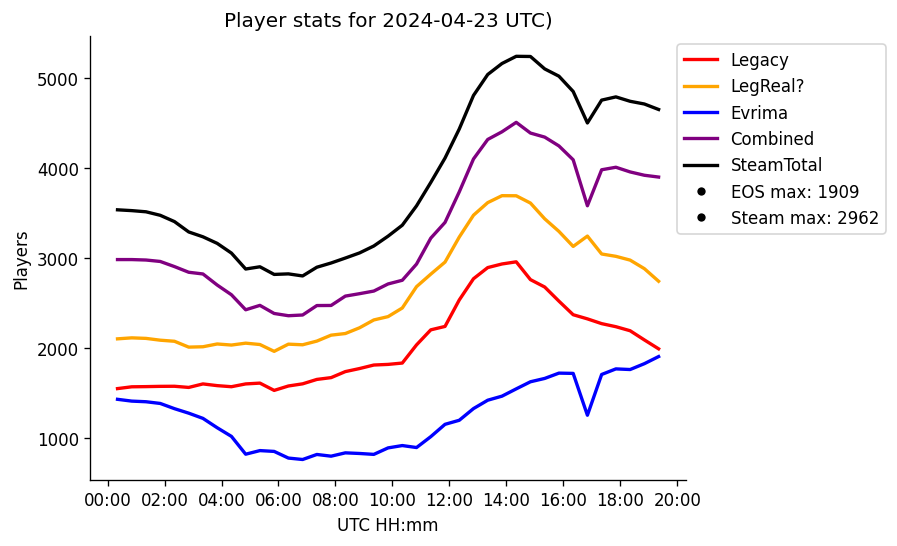 Player stats for 2024-04-23 UTC)
Players
5000
4000
3000
2000
1000
00:00 02:00 04:00 06:00 08:00 10:00 12:00 14:00 16:00 18:00 20:00
UTC HH:mm
Legacy
LegReal?
Evrima
Combined
SteamTotal
EOS max: 1909
Steam max: 2962